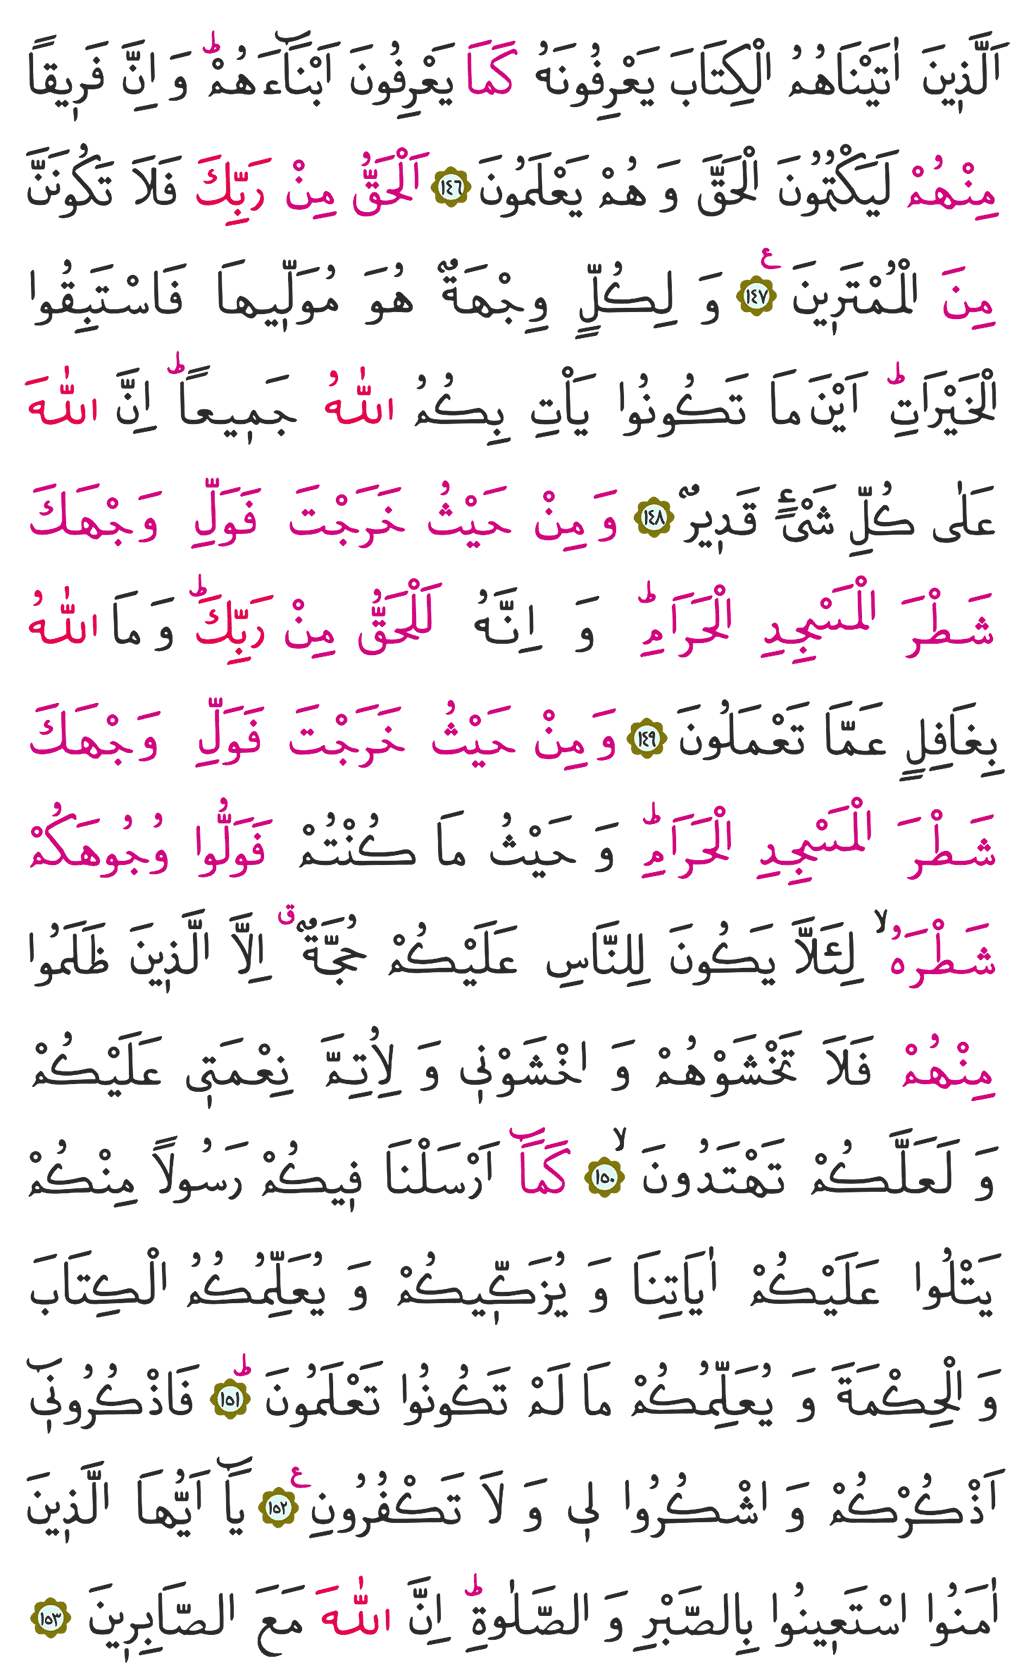 اَلَّذ۪ينَ اٰتَيْنَاهُمُ الْكِتَابَ يَعْرِفُونَهُ كَمَا يَعْرِفُونَ اَبْنَٓاءَهُمْۜ وَ اِنَّ فَر۪يقاً
مِنْهُمْ لَيَكْتُمُونَ الْحَقَّ وَ هُمْ يَعْلَمُونَ ﴿١٤٦﴾ اَلْحَقُّ مِنْ رَبِّكَ فَلَا تَكُونَنَّ
مِنَ الْمُمْتَر۪ينَ ﴿١٤٧﴾ ع وَ لِكُلٍّ وِجْهَةٌ هُوَ مُوَلّ۪يهَا فَاسْتَبِقُوا
الْخَيْرَاتِۜ اَيْنَ مَا تَكُونُوا يَأْتِ بِكُمُ اللّٰهُ جَم۪يعاًۜ اِنَّ اللّٰهَ
عَلٰى كُلِّ شَيْءٍ قَد۪يرٌ ﴿١٤٨﴾ وَ مِنْ حَيْثُ خَرَجْتَ فَوَلِّ وَجْهَكَ
شَطْرَ الْمَسْجِدِ الْحَرَامِۜ وَ اِنَّهُ لَلْحَقُّ مِنْ رَبِّكَۜ وَ مَا اللّٰهُ
بِغَافِلٍ عَمَّا تَعْمَلُونَ ﴿١٤٩﴾ وَ مِنْ حَيْثُ خَرَجْتَ فَوَلِّ وَجْهَكَ
شَطْرَ الْمَسْجِدِ الْحَرَامِۜ وَ حَيْثُ مَا كُنْتُمْ فَوَلُّوا وُجُوهَكُمْ
شَطْرَهُۙ لِئَلَّا يَكُونَ لِلنَّاسِ عَلَيْكُمْ حُجَّةٌۗ اِلَّا الَّذ۪ينَ ظَلَمُوا
مِنْهُمْ فَلَا تَخْشَوْهُمْ وَ اخْشَوْن۪ي وَ لِاُتِمَّ نِعْمَت۪ي عَلَيْكُمْ
وَ لَعَلَّكُمْ تَهْتَدُونَ ﴿١٥٠﴾ۙ كَمَٓا اَرْسَلْنَا ف۪يكُمْ رَسُولاً مِنْكُمْ
يَتْلُوا عَلَيْكُمْ اٰيَاتِنَا وَ يُزَكّ۪يكُمْ وَ يُعَلِّمُكُمُ الْكِتَابَ
وَ الْحِكْمَةَ وَ يُعَلِّمُكُمْ مَا لَمْ تَكُونُوا تَعْلَمُونَ ﴿١٥١﴾ۜ فَاذْكُرُون۪ٓي
اَذْكُرْكُمْ وَ اشْكُرُوا ل۪ي وَ لَا تَكْفُرُونِ ﴿١٥٢﴾ ع يَٓا اَيُّهَا الَّذ۪ينَ
اٰمَنُوا اسْتَع۪ينُوا بِالصَّبْرِ وَ الصَّلٰوةِۜ اِنَّ اللّٰهَ مَعَ الصَّابِر۪ينَ ﴿١٥٣﴾